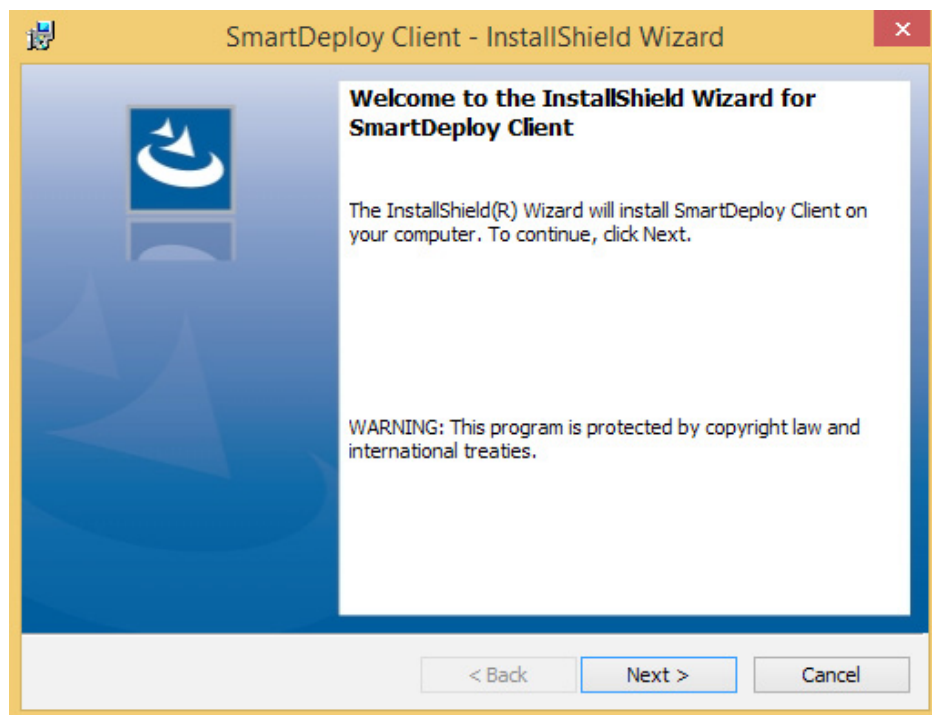 SmartDeploy Client - InstallShield Wizard
Welcome to the InstallShield Wizard for
SmartDeploy Client
The InstallShield(R) Wizard will install SmartDeploy Client on
your computer. To continue, click Next.
WARNING: This program is protected by copyright law and
international treaties.
< Back
Next >
Cancel